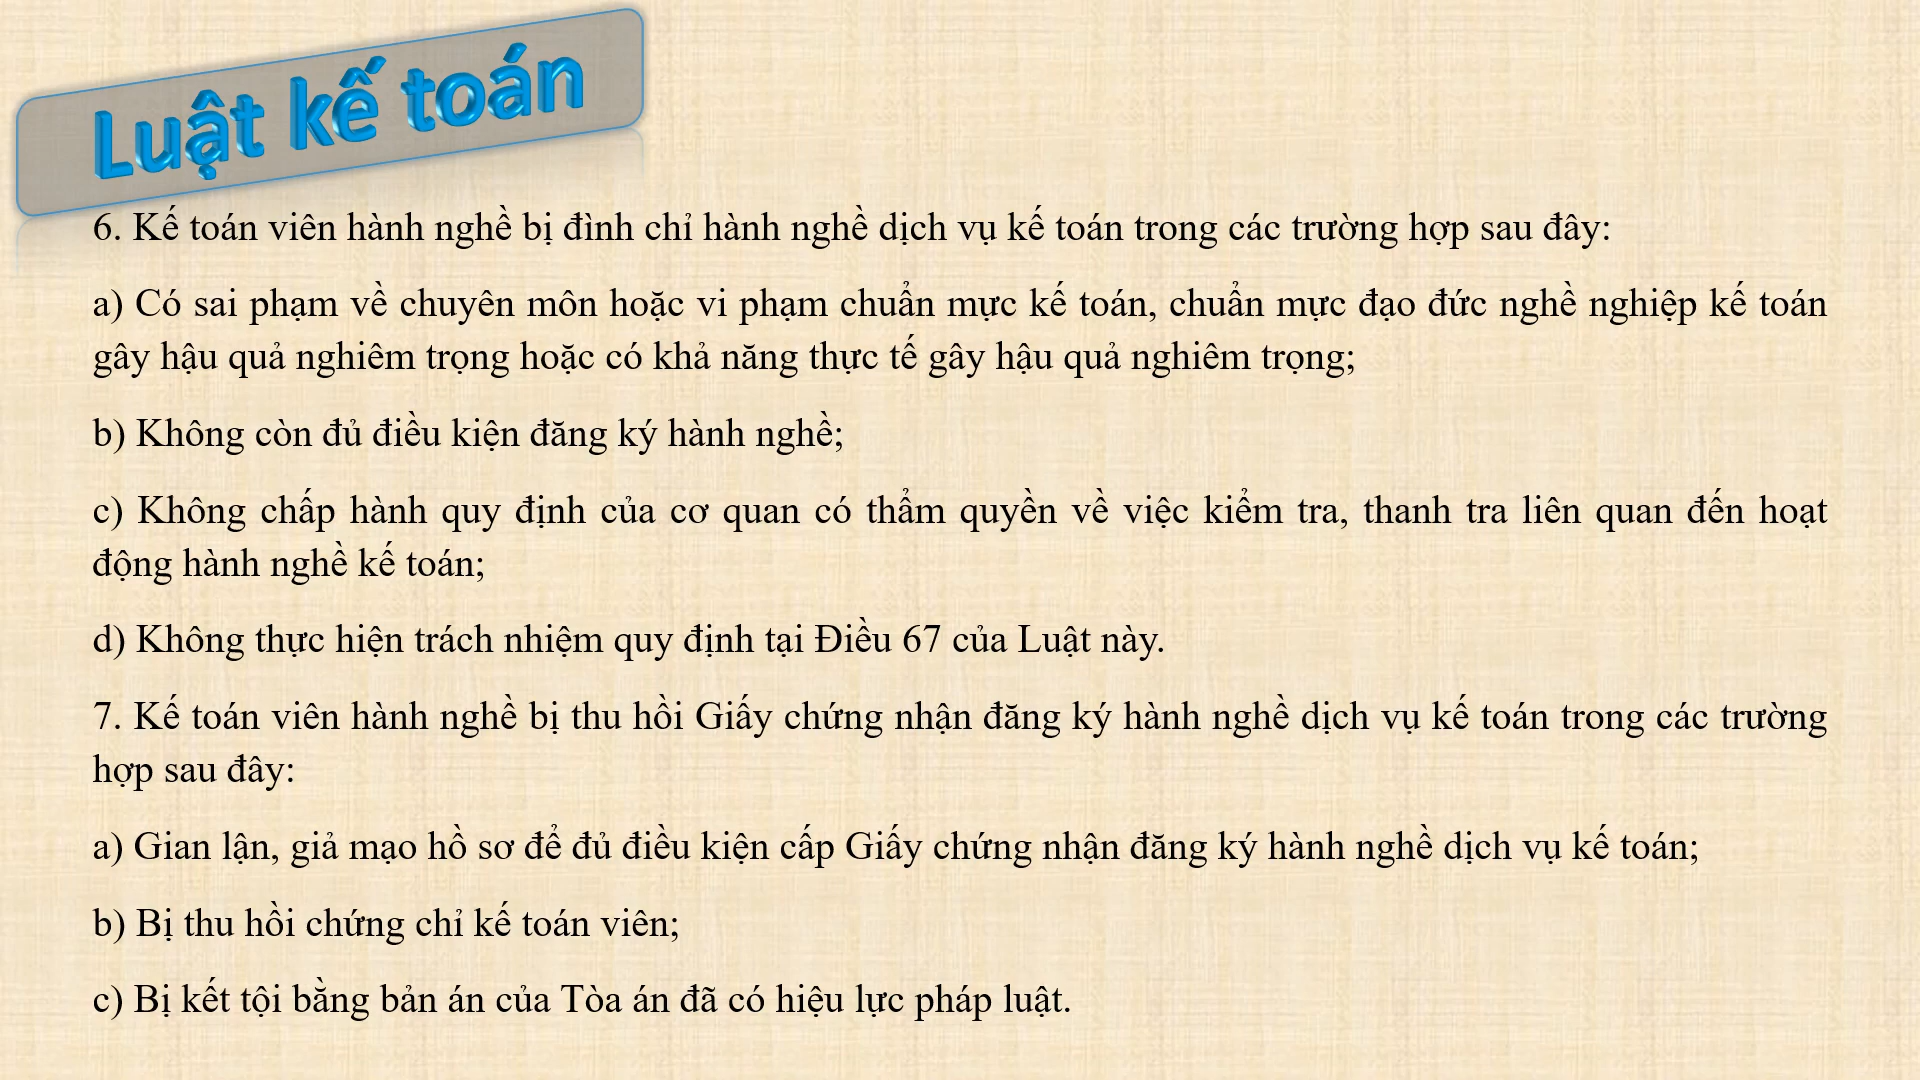 Luật kế toán
6. Kế toán viên hành nghề bị đình chỉ hành nghề dịch vụ kế toán trong các trường hợp sau đây:
a) Có sai phạm về chuyên môn hoặc vi phạm chuẩn mực kế toán, chuẩn mực đạo đức nghề nghiệp kế toán
gây hậu quả nghiêm trọng hoặc có khả năng thực tế gây hậu quả nghiêm trọng;
b) Không còn đủ điều kiện đăng ký hành nghề;
c) Không chấp hành quy định của cơ quan có thẩm quyền về việc kiểm tra, thanh tra liên quan đến hoạt
động hành nghề kế toán;
d) Không thực hiện trách nhiệm quy định tại Điều 67 của Luật này.
7. Kế toán viên hành nghề bị thu hồi Giấy chứng nhận đăng ký hành nghề dịch vụ kế toán trong các trường
hợp sau đây:
a) Gian lận, giả mạo hồ sơ để đủ điều kiện cấp Giấy chứng nhận đăng ký hành nghề dịch vụ kế toán;
b) Bị thu hồi chứng chỉ kế toán viên;
c) Bị kết tội bằng bản án của Tòa án đã có hiệu lực pháp luật.